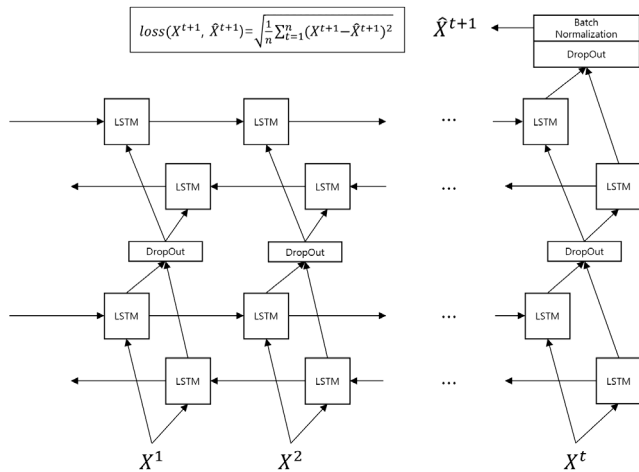 loss(X^{t+1}, X̂^{t+1})=√(1/n ∑_{t=1}^{n}(X^{t+1}−X̂^{t+1})^2)
X̂^{t+1}
Batch
Normalization
DropOut
LSTM LSTM ... LSTM
LSTM LSTM ... LSTM
DropOut DropOut DropOut
LSTM LSTM ... LSTM
LSTM LSTM ... LSTM
X^1 X^2 X^t